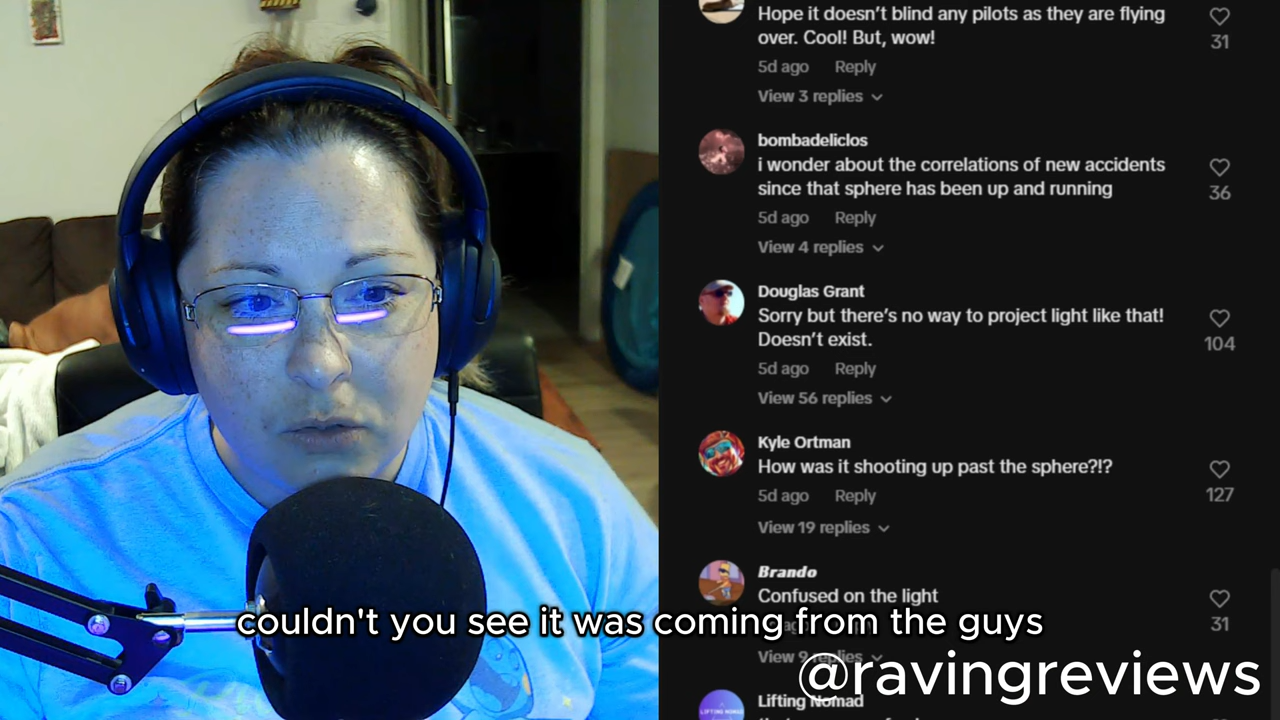 Hope it doesn’t blind any pilots as they are flying
over. Cool! But, wow!
31
5d ago Reply
View 3 replies
bombadeliclos
i wonder about the correlations of new accidents
since that sphere has been up and running
36
5d ago Reply
View 4 replies
Douglas Grant
Sorry but there’s no way to project light like that!
Doesn’t exist.
104
5d ago Reply
View 56 replies
Kyle Ortman
How was it shooting up past the sphere?!?
127
5d ago Reply
View 19 replies
Brando
Confused on the light
31
couldn't you see it was coming from the guys
View 9 replies
@ravingreviews
Lifting Nomad
LIFTING NOMAD